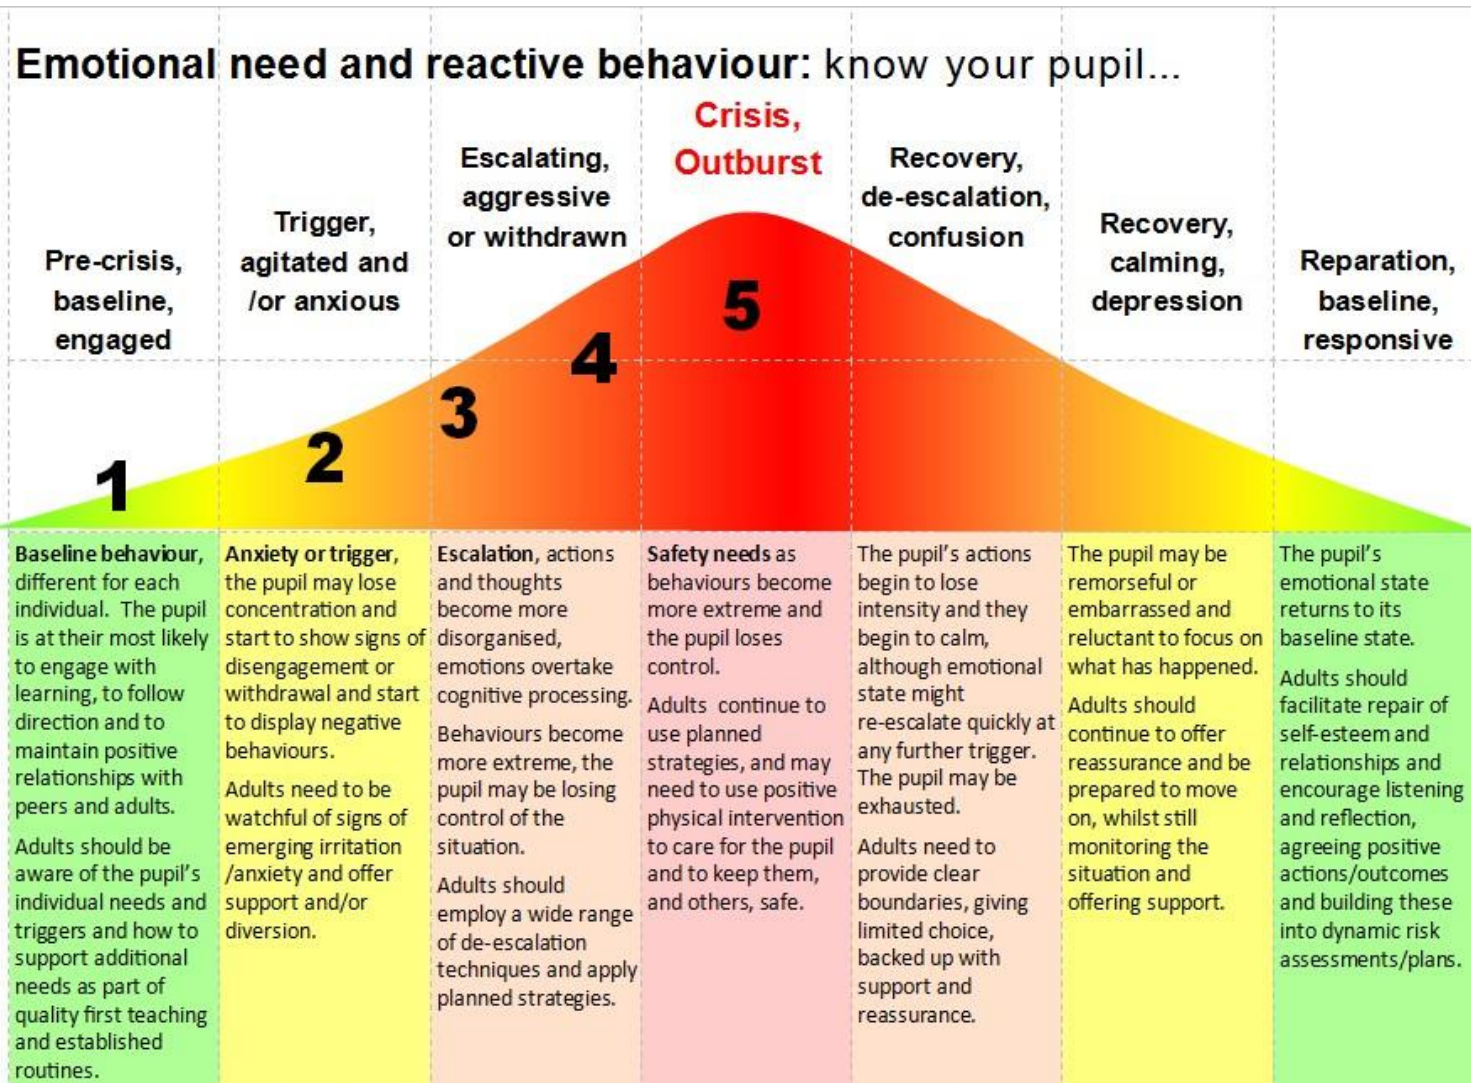 Emotional need and reactive behaviour: know your pupil...
Pre-crisis,
baseline,
engaged
Trigger,
agitated and
/or anxious
Escalating,
aggressive
or withdrawn
Crisis,
Outburst
Recovery,
de-escalation,
confusion
Recovery,
calming,
depression
Reparation,
baseline,
responsive
1
2
3
4
5
Baseline behaviour,
different for each
individual.  The pupil
is at their most likely
to engage with
learning, to follow
direction and to
maintain positive
relationships with
peers and adults.
Adults should be
aware of the pupil's
individual needs and
triggers and how to
support additional
needs as part of
quality first teaching
and established
routines.
Anxiety or trigger,
the pupil may lose
concentration and
start to show signs of
disengagement or
withdrawal and start
to display negative
behaviours.
Adults need to be
watchful of signs of
emerging irritation
/anxiety and offer
support and/or
diversion.
Escalation, actions
and thoughts
become more
disorganised,
emotions overtake
cognitive processing.
Behaviours become
more extreme, the
pupil may be losing
control of the
situation.
Adults should
employ a wide range
of de-escalation
techniques and apply
planned strategies.
Safety needs as
behaviours become
more extreme and
the pupil loses
control.
Adults  continue to
use planned
strategies, and may
need to use positive
physical intervention
to care for the pupil
and to keep them,
and others, safe.
The pupil's actions
begin to lose
intensity and they
begin to calm,
although emotional
state might
re-escalate quickly at
any further trigger.
The pupil may be
exhausted.
Adults need to
provide clear
boundaries, giving
limited choice,
backed up with
support and
reassurance.
The pupil may be
remorseful or
embarrassed and
reluctant to focus on
what has happened.
Adults should
continue to offer
reassurance and be
prepared to move
on, whilst still
monitoring the
situation and
offering support.
The pupil's
emotional state
returns to its
baseline state.
Adults should
facilitate repair of
self-esteem and
relationships and
encourage listening
and reflection,
agreeing positive
actions/outcomes
and building these
into dynamic risk
assessments/plans.